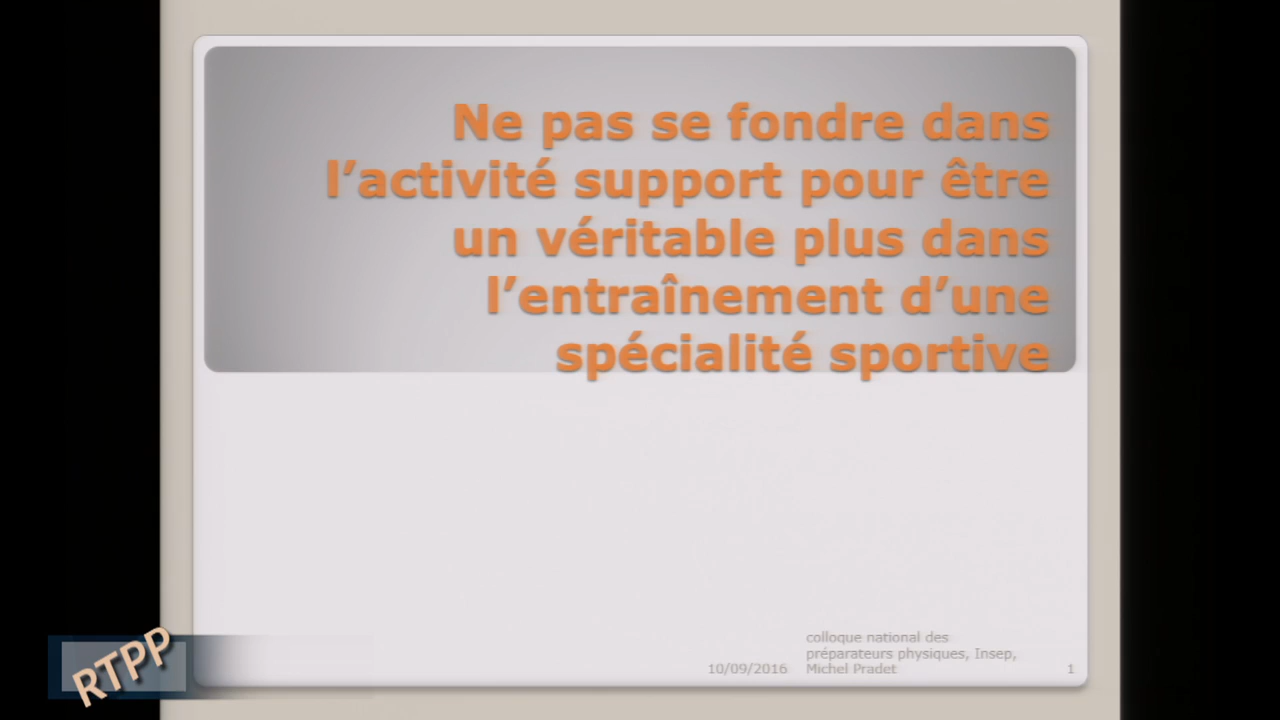 Ne pas se fondre dans
l’activité support pour être
un véritable plus dans
l’entraînement d’une
spécialité sportive
colloque national des
préparateurs physiques, Insep,
10/09/2016 Michel Pradet 1
RTPP